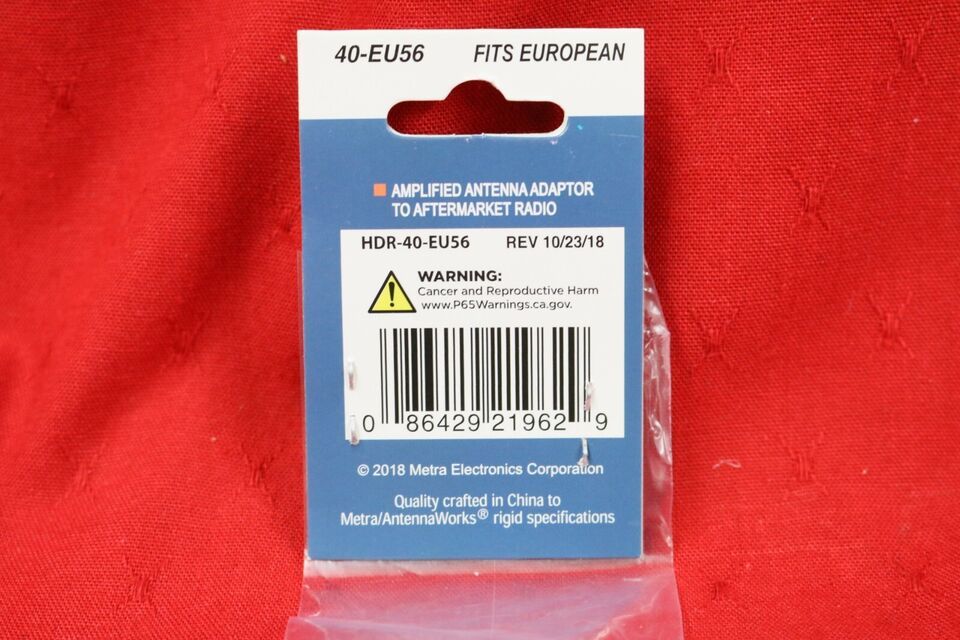 40-EU56 FITS EUROPEAN
AMPLIFIED ANTENNA ADAPTOR
TO AFTERMARKET RADIO
HDR-40-EU56 REV 10/23/18
WARNING:
Cancer and Reproductive Harm
www.P65Warnings.ca.gov.
0 86429 21962 9
© 2018 Metra Electronics Corporation
Quality crafted in China to
Metra/AntennaWorks® rigid specifications